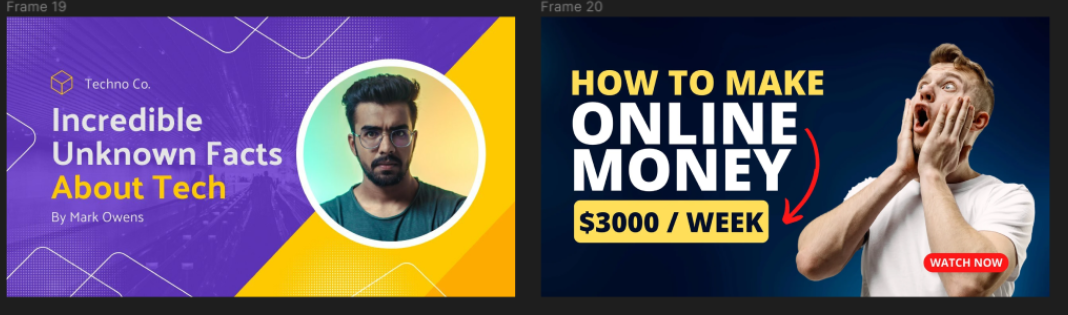 Frame 19
Techno Co.
Incredible
Unknown Facts
About Tech
By Mark Owens
Frame 20
HOW TO MAKE
ONLINE
MONEY
$3000 / WEEK
WATCH NOW